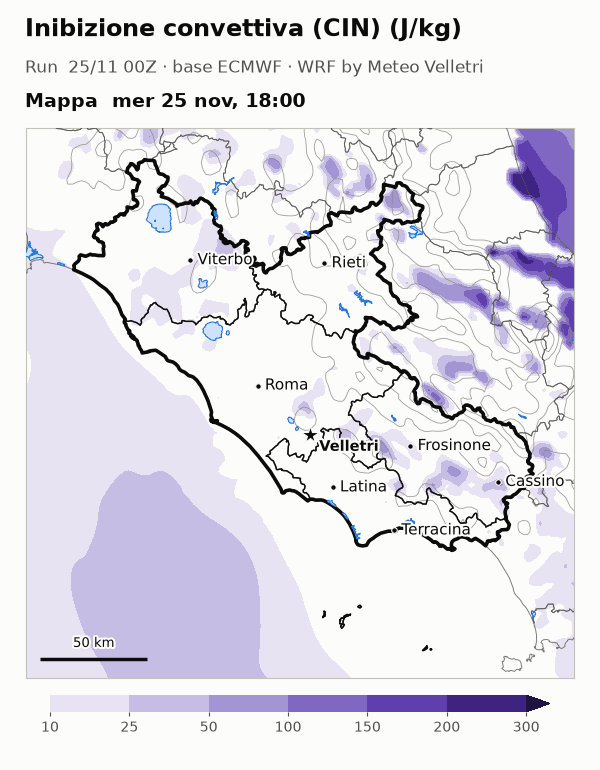 Inibizione convettiva (CIN) (J/kg)
Run  25/11 00Z · base ECMWF · WRF by Meteo Velletri
Mappa  mer 25 nov, 18:00
Viterbo
Rieti
Roma
Velletri
Frosinone
Cassino
Latina
Terracina
50 km
10 25 50 100 150 200 300